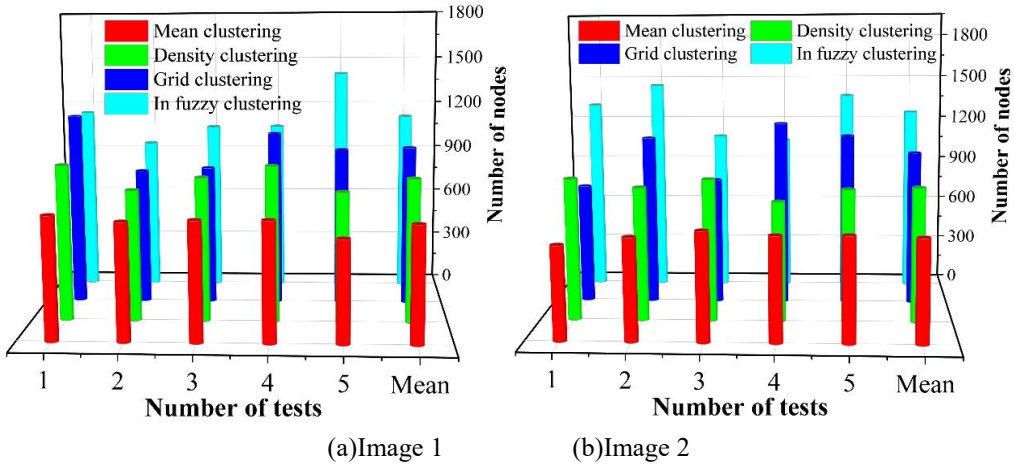 Mean clustering
Density clustering
Grid clustering
In fuzzy clustering
1800
1500
1200
900
600
300
0
Number of nodes
1 2 3 4 5 Mean
Number of tests
(a)Image 1
Mean clustering Density clustering
Grid clustering In fuzzy clustering
1800
1500
1200
900
600
300
0
Number of nodes
1 2 3 4 5 Mean
Number of tests
(b)Image 2